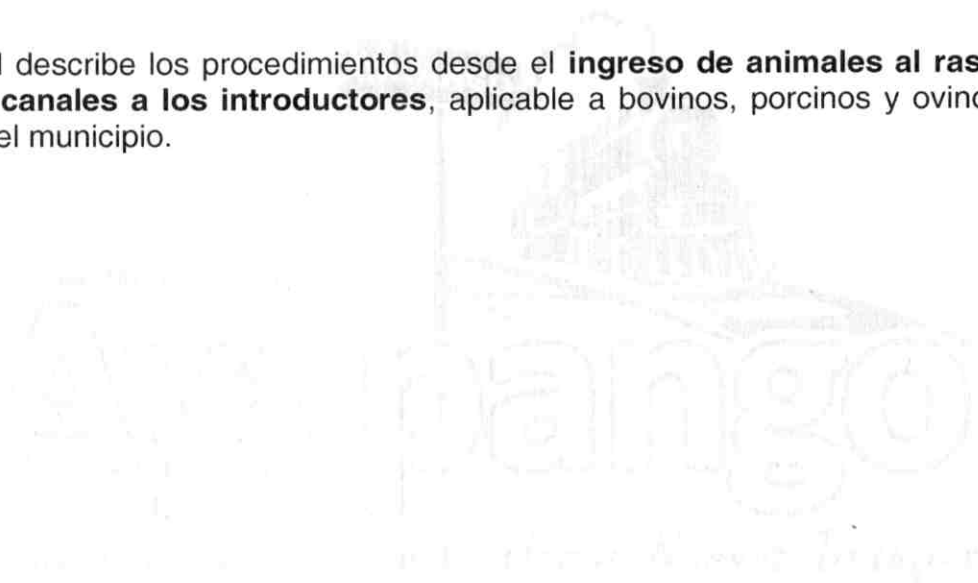 describe los procedimientos desde el ingreso de animales al ras
canales a los introductores, aplicable a bovinos, porcinos y ovino
el municipio.
pango